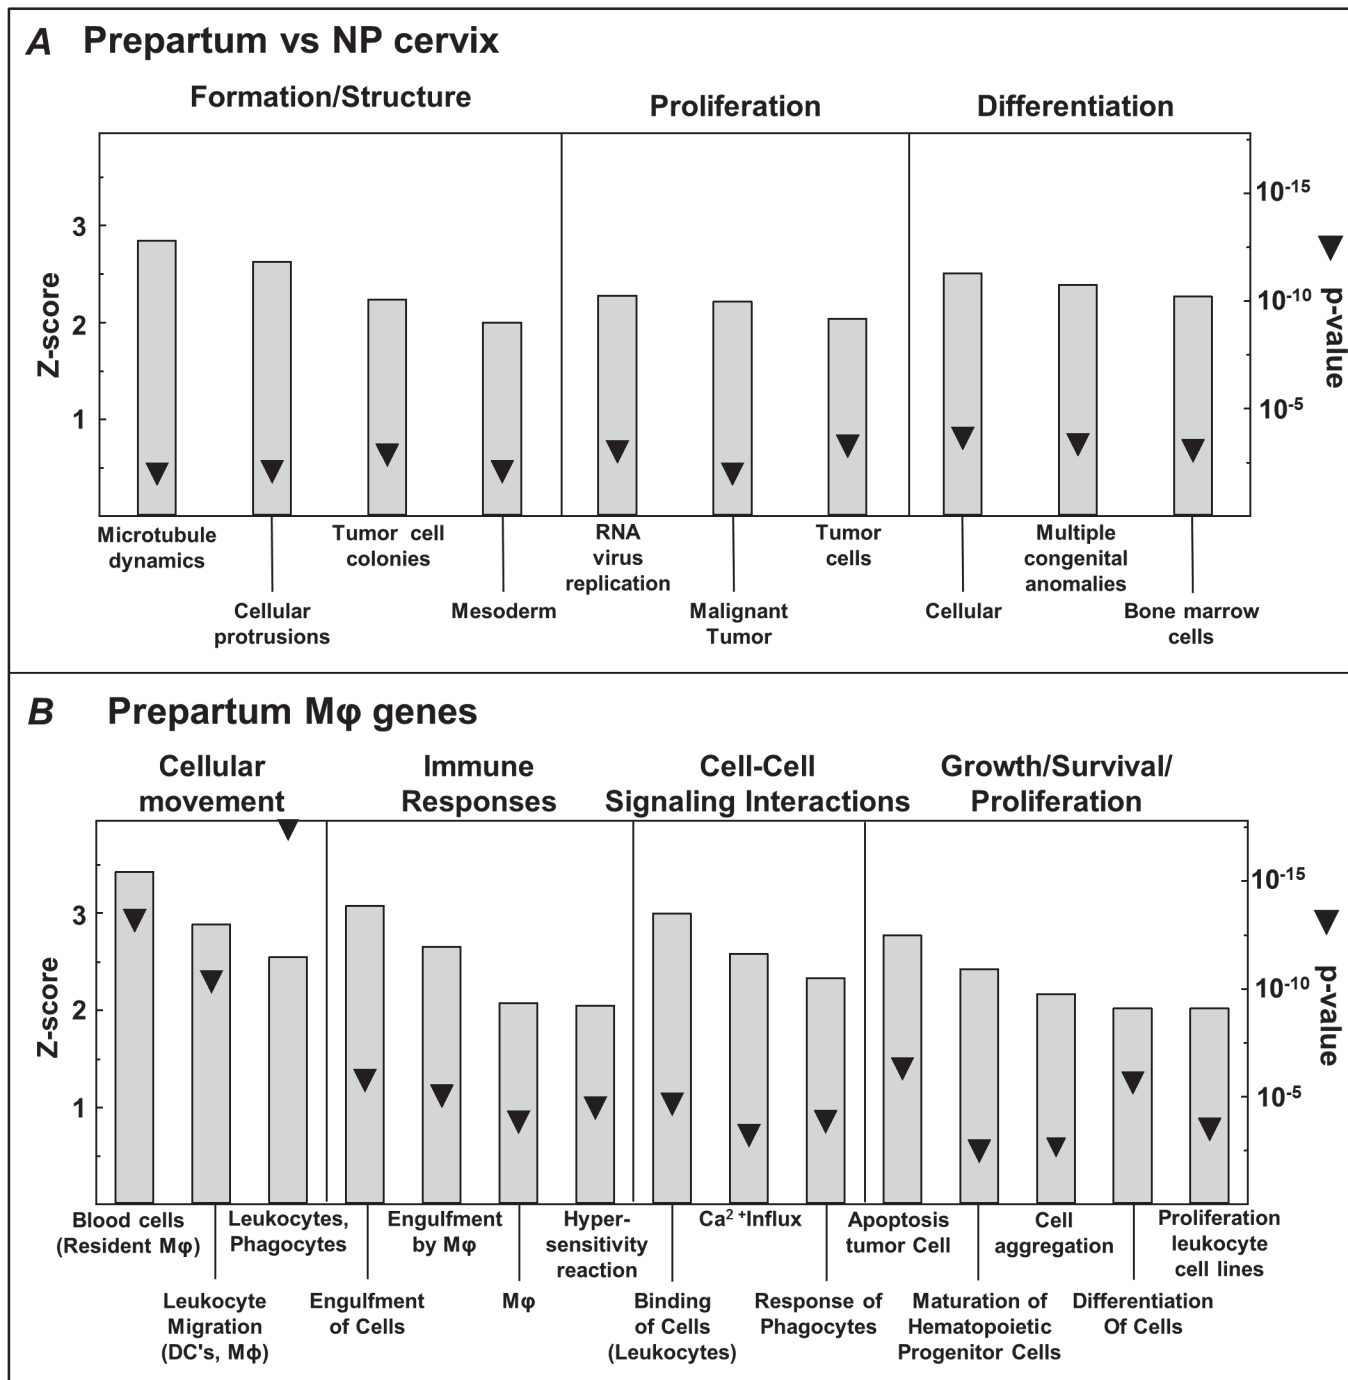 A Prepartum vs NP cervix
Formation/Structure
Proliferation
Differentiation
Z-score
3
2
1
10-15
10-10
10-5
p-value
Microtubule
dynamics
Cellular
protrusions
Tumor cell
colonies
Mesoderm
RNA
virus
replication
Malignant
Tumor
Tumor
cells
Cellular
Multiple
congenital
anomalies
Bone marrow
cells
B Prepartum Mφ genes
Cellular
movement
Immune
Responses
Cell-Cell
Signaling Interactions
Growth/Survival/
Proliferation
Z-score
3
2
1
10-15
10-10
10-5
p-value
Blood cells
(Resident Mφ)
Leukocyte
Migration
(DC's, Mϕ)
Leukocytes,
Phagocytes
Engulfment
of Cells
Engulfment
by Mφ
Mφ
Hyper-
sensitivity
reaction
Binding
of Cells
(Leukocytes)
Ca2 +Influx
Response of
Phagocytes
Apoptosis
tumor Cell
Maturation of
Hematopoietic
Progenitor Cells
Cell
aggregation
Differentiation
Of Cells
Proliferation
leukocyte
cell lines